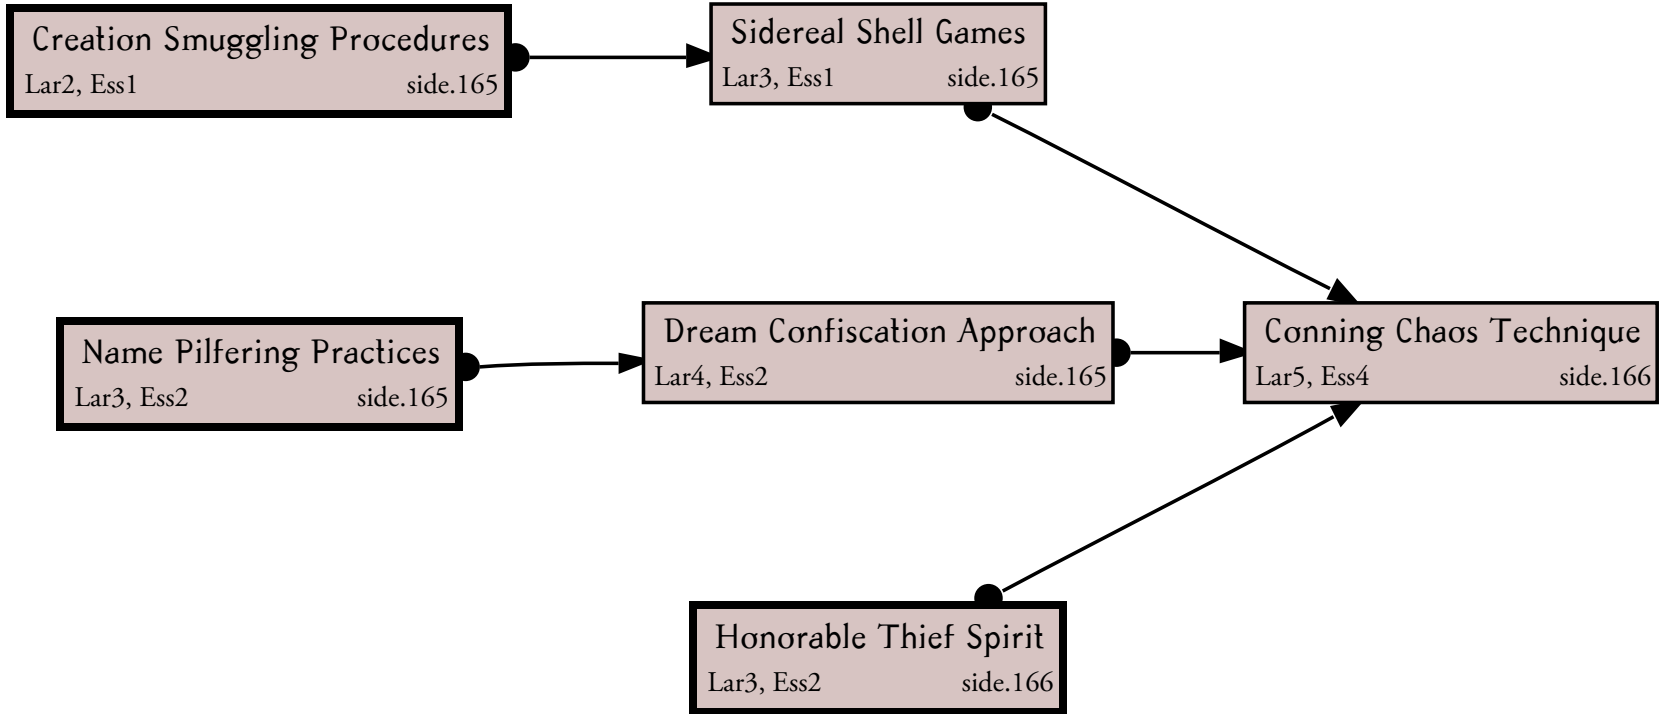 Creation Smuggling Procedures
Lar2, Ess1 side.165
Sidereal Shell Games
Lar3, Ess1 side.165
Name Pilfering Practices
Lar3, Ess2 side.165
Dream Confiscation Approach
Lar4, Ess2 side.165
Conning Chaos Technique
Lar5, Ess4 side.166
Honorable Thief Spirit
Lar3, Ess2 side.166